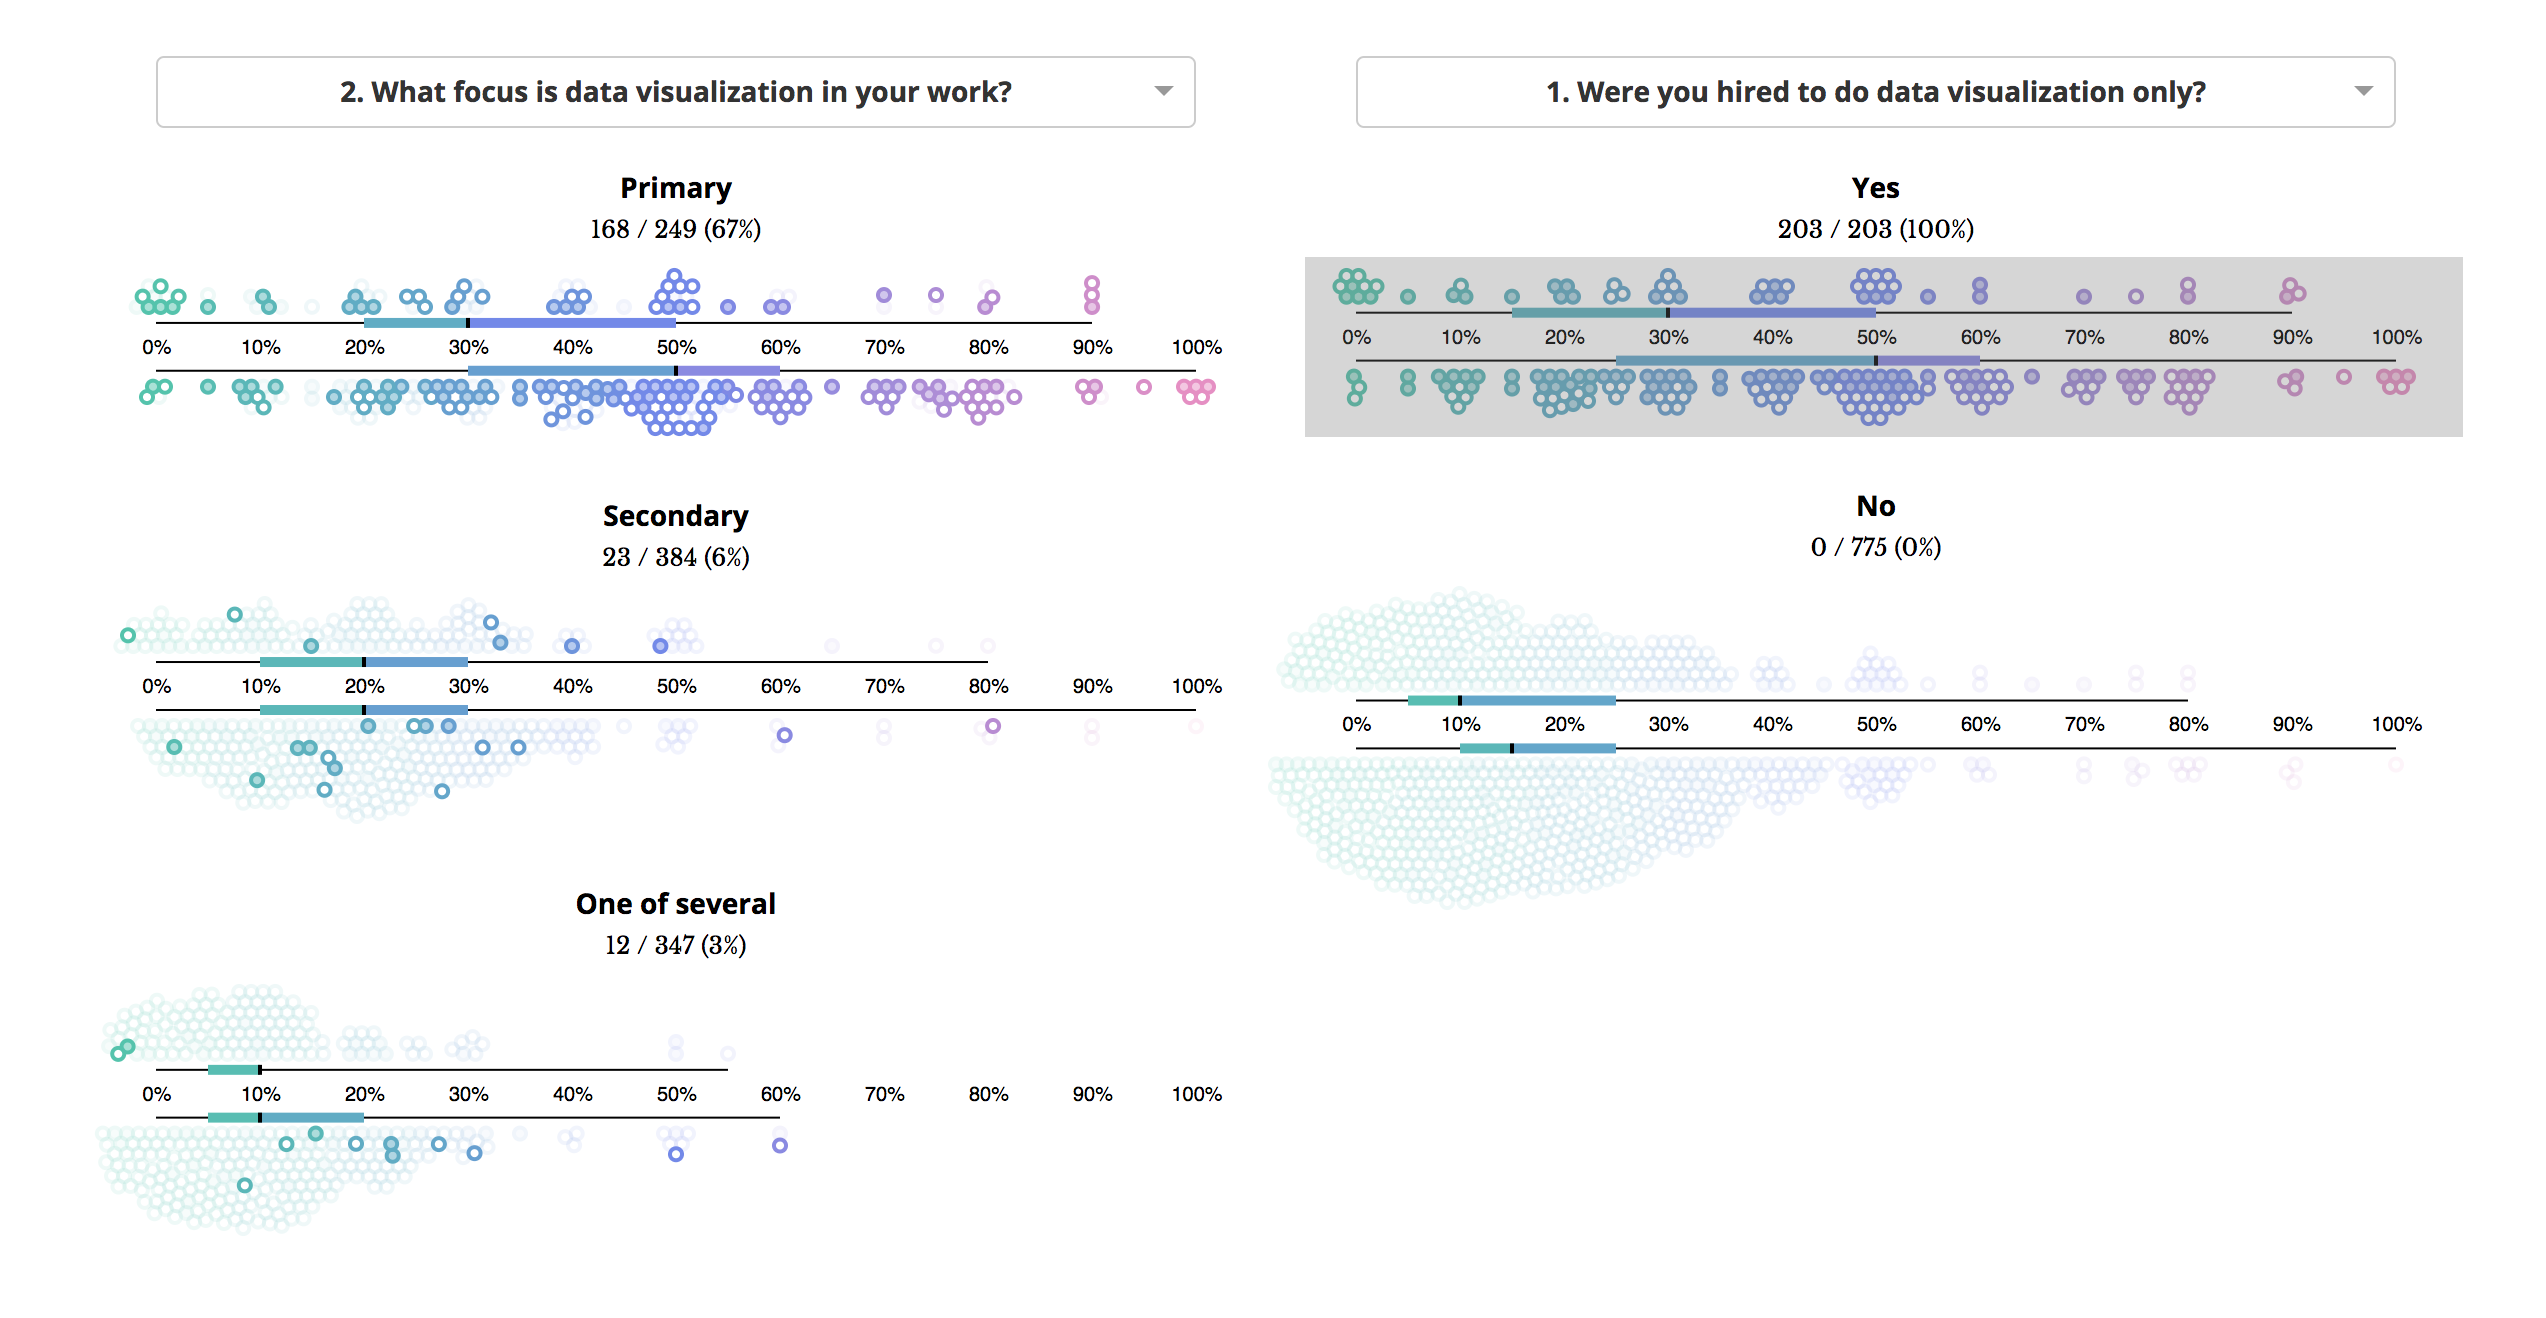 2. What focus is data visualization in your work?
Primary
168 / 249 (67%)
0% 10% 20% 30% 40% 50% 60% 70% 80% 90% 100%
Secondary
23 / 384 (6%)
0% 10% 20% 30% 40% 50% 60% 70% 80% 90% 100%
One of several
12 / 347 (3%)
0% 10% 20% 30% 40% 50% 60% 70% 80% 90% 100%
1. Were you hired to do data visualization only?
Yes
203 / 203 (100%)
0% 10% 20% 30% 40% 50% 60% 70% 80% 90% 100%
No
0 / 775 (0%)
0% 10% 20% 30% 40% 50% 60% 70% 80% 90% 100%